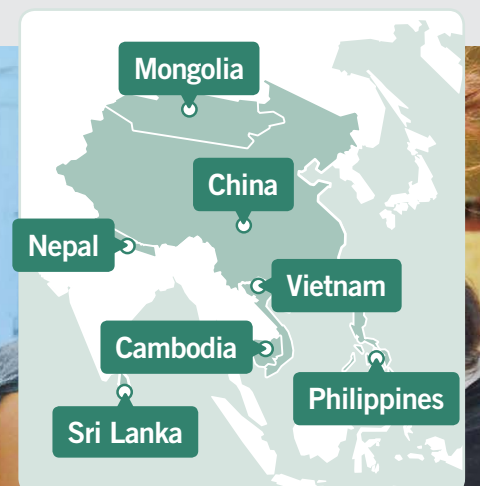 Mongolia
China
Nepal
Vietnam
Cambodia
Philippines
Sri Lanka